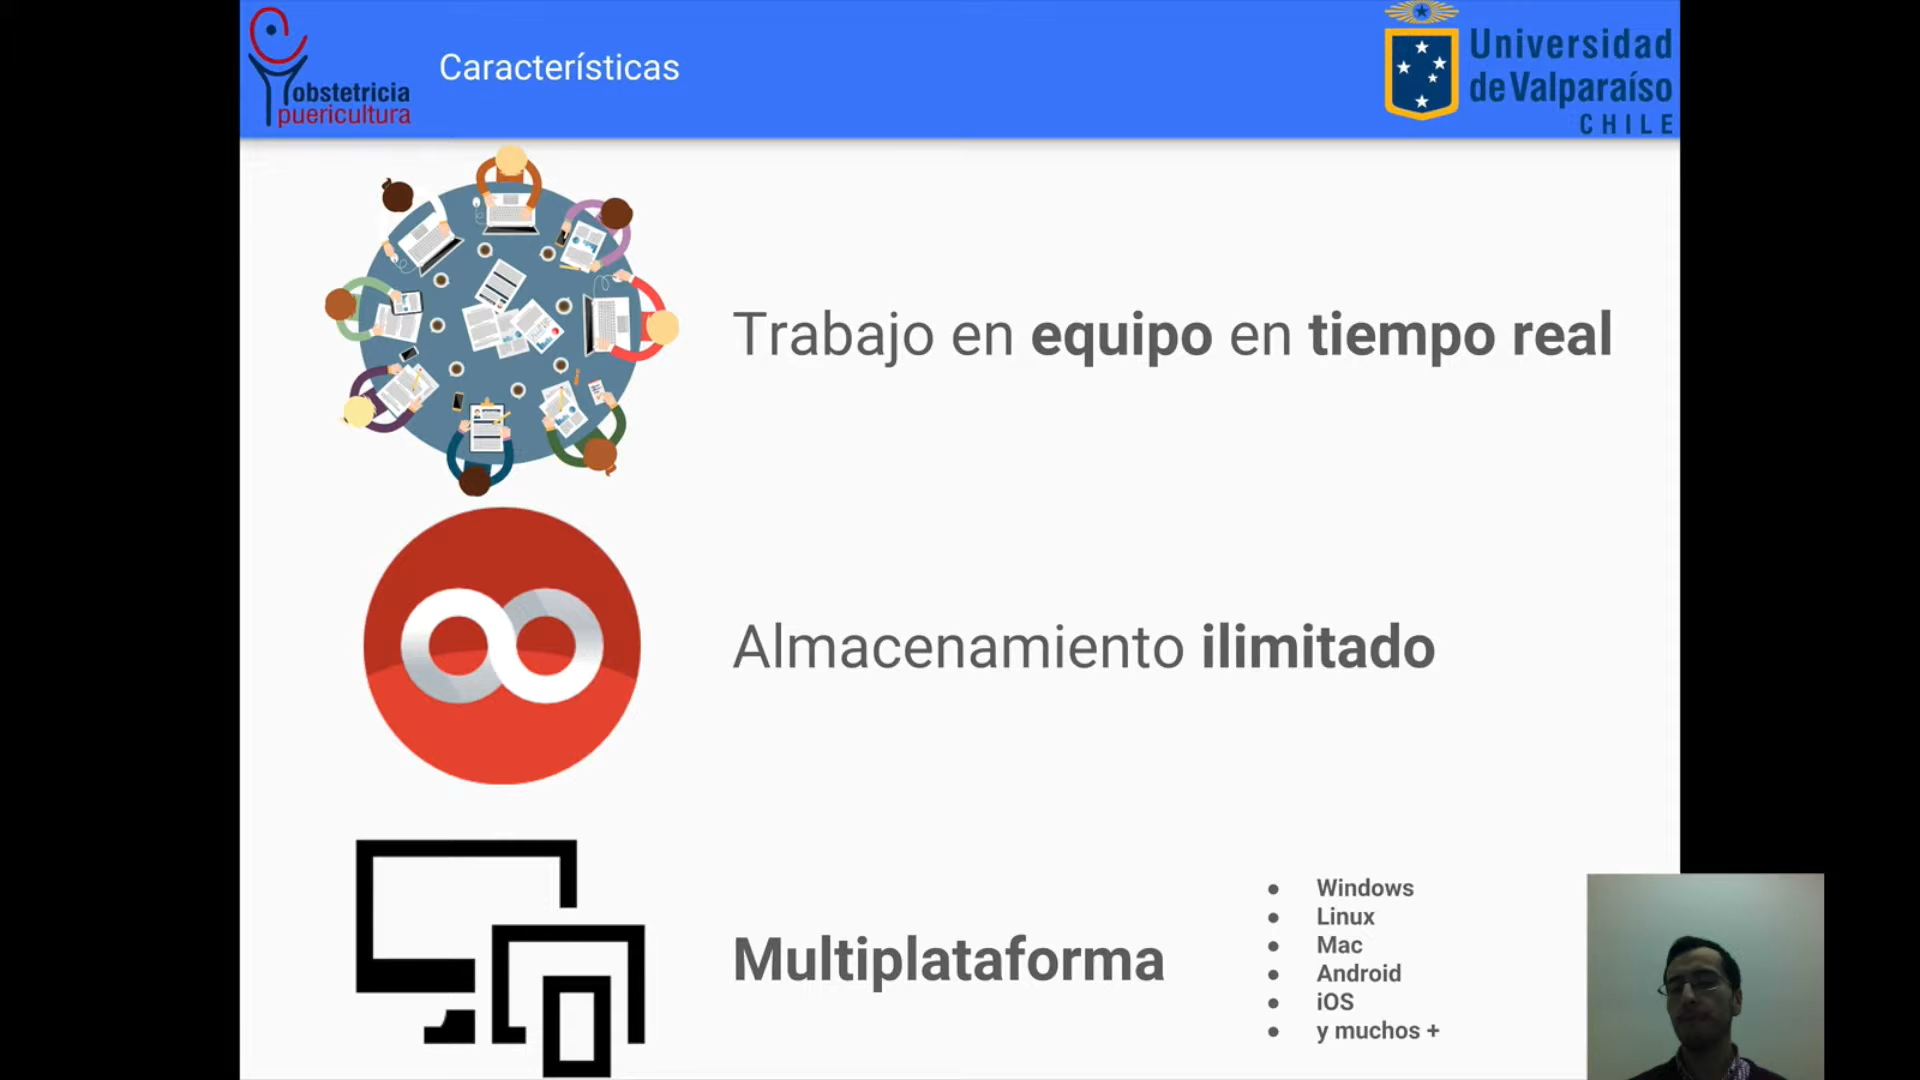 obstetricia
puericultura
Características
Universidad
de Valparaíso
CHILE
Trabajo en equipo en tiempo real
Almacenamiento ilimitado
Multiplataforma
● Windows
● Linux
● Mac
● Android
● iOS
● y muchos +